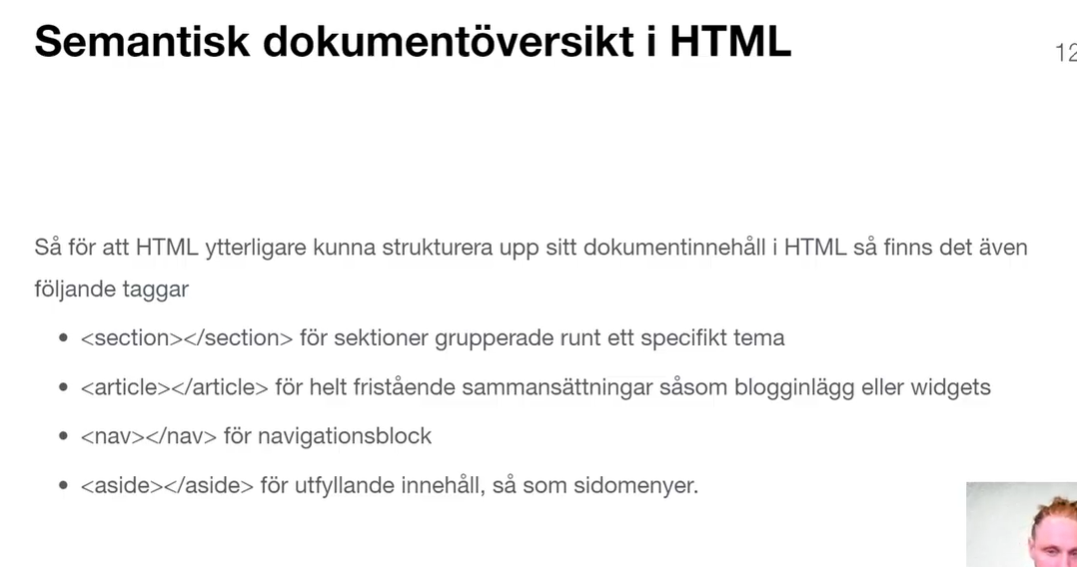 Semantisk dokumentöversikt i HTML
12
Så för att HTML ytterligare kunna strukturera upp sitt dokumentinnehåll i HTML så finns det även
följande taggar
• <section></section> för sektioner grupperade runt ett specifikt tema
• <article></article> för helt fristående sammansättningar såsom blogginlägg eller widgets
• <nav></nav> för navigationsblock
• <aside></aside> för utfyllande innehåll, så som sidomenyer.